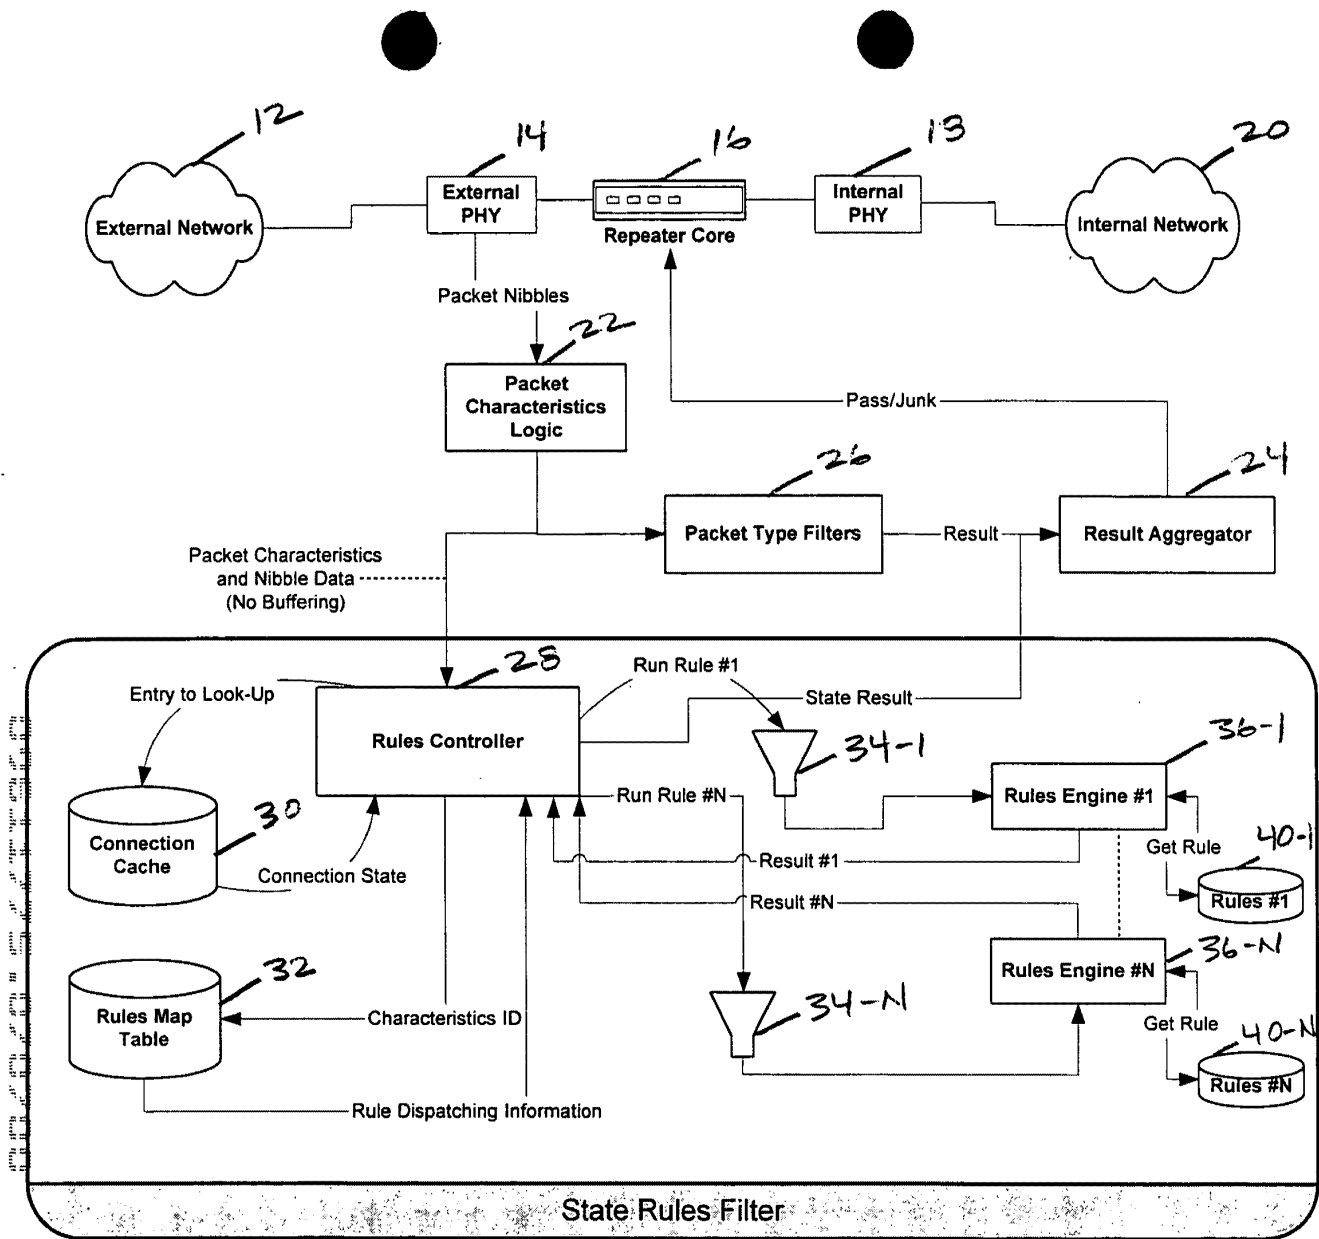 12
14
16
18
20
External Network
External
PHY
Repeater Core
Internal
PHY
Internal Network
Packet Nibbles
22
Packet
Characteristics
Logic
Pass/Junk
26
24
Packet Type Filters
Result
Result Aggregator
Packet Characteristics
and Nibble Data
(No Buffering)
28
Run Rule #1
Entry to Look-Up
State Result
Rules Controller
34-1
36-1
Run Rule #N
Rules Engine #1
30
Connection
Cache
Connection State
Result #1
Get Rule
40-1
Rules #1
Result #N
36-N
Rules Engine #N
32
Rules Map
Table
Characteristics ID
34-N
Get Rule
40-N
Rules #N
Rule Dispatching Information
State Rules Filter